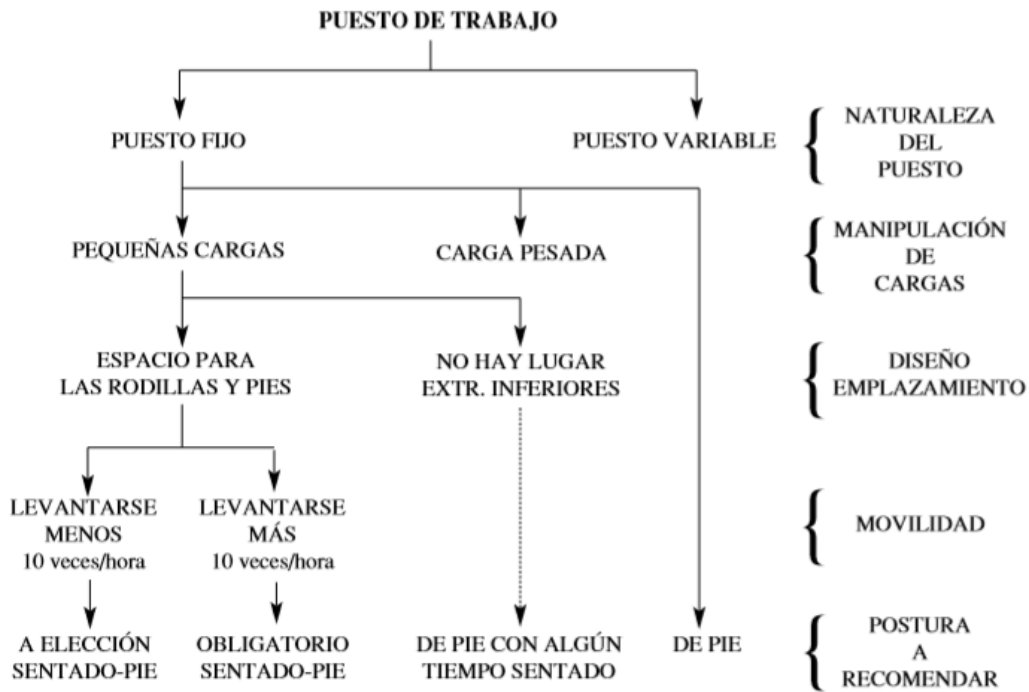 PUESTO DE TRABAJO
PUESTO FIJO
PUESTO VARIABLE
NATURALEZA
DEL
PUESTO
PEQUEÑAS CARGAS
CARGA PESADA
MANIPULACIÓN
DE
CARGAS
ESPACIO PARA
LAS RODILLAS Y PIES
NO HAY LUGAR
EXTR. INFERIORES
DISEÑO
EMPLAZAMIENTO
LEVANTARSE
MENOS
10 veces/hora
LEVANTARSE
MÁS
10 veces/hora
MOVILIDAD
A ELECCIÓN
SENTADO-PIE
OBLIGATORIO
SENTADO-PIE
DE PIE CON ALGÚN
TIEMPO SENTADO
DE PIE
POSTURA
A
RECOMENDAR